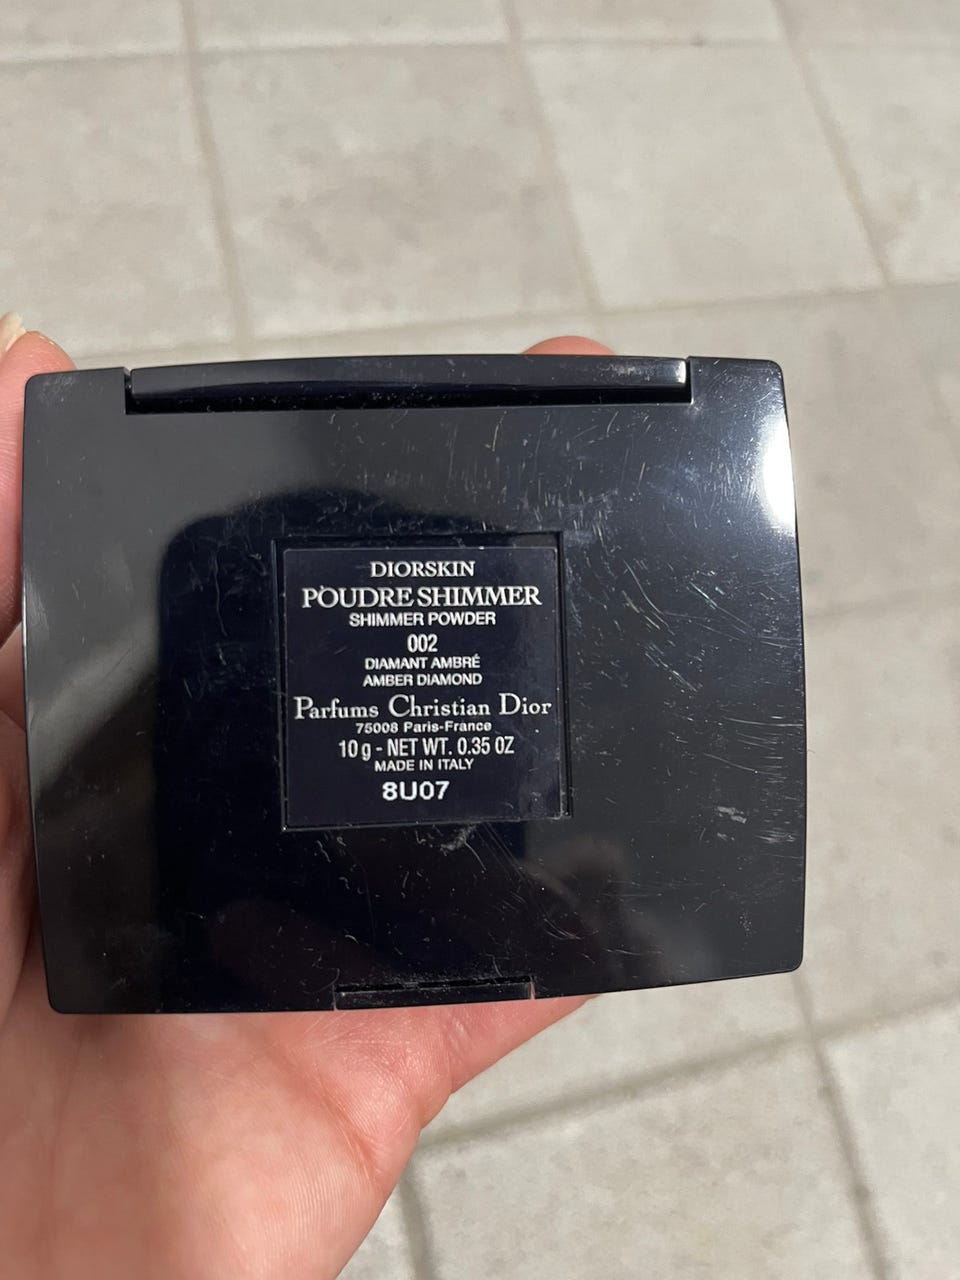 DIORSKIN
POUDRE SHIMMER
SHIMMER POWDER
002
DIAMANT AMBRÉ
AMBER DIAMOND
Parfums Christian Dior
75008 Paris-France
10 g - NET WT. 0.35 OZ
MADE IN ITALY
8U07